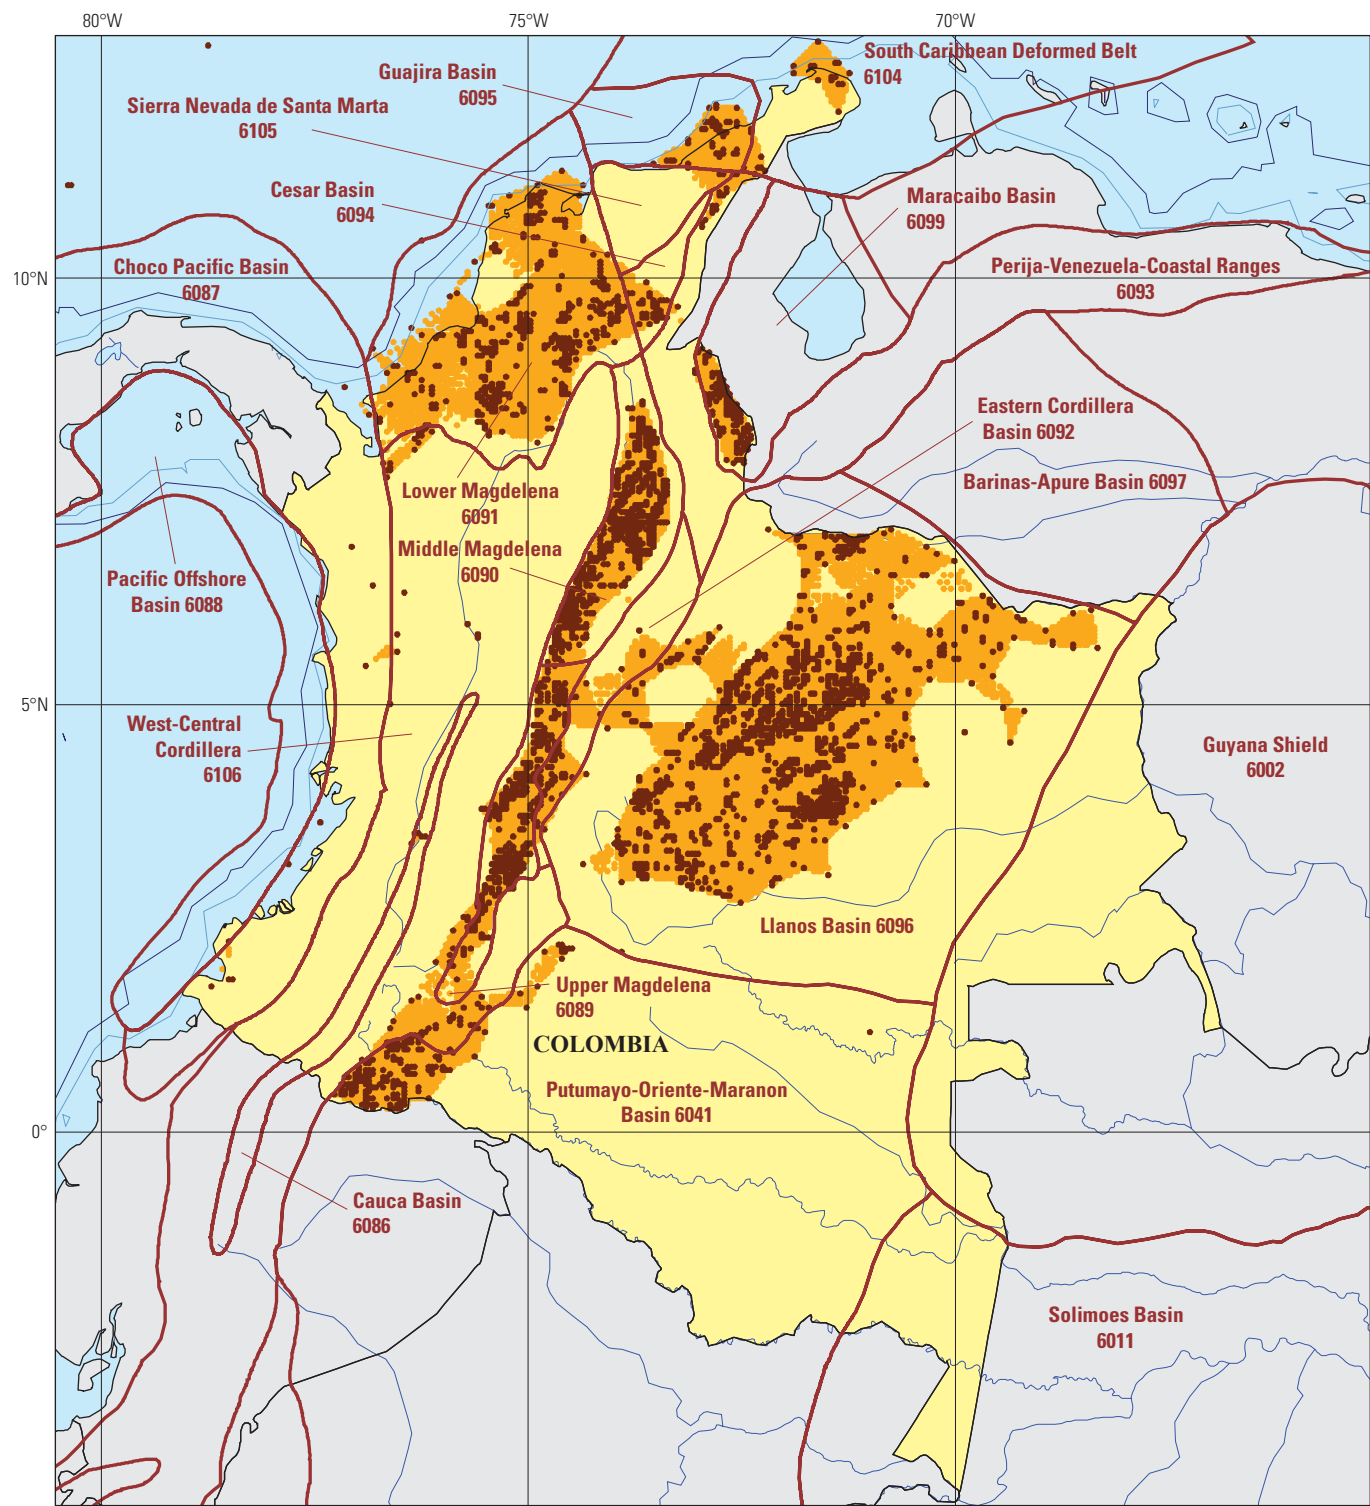 80°W
75°W
70°W
South Caribbean Deformed Belt
6104
Guajira Basin
6095
Sierra Nevada de Santa Marta
6105
Cesar Basin
6094
Maracaibo Basin
6099
Choco Pacific Basin
6087
10°N
Perija-Venezuela-Coastal Ranges
6093
Eastern Cordillera
Basin 6092
Lower Magdelena
6091
Barinas-Apure Basin 6097
Middle Magdelena
6090
Pacific Offshore
Basin 6088
5°N
West-Central
Cordillera
6106
Guyana Shield
6002
Llanos Basin 6096
Upper Magdelena
6089
COLOMBIA
Putumayo-Oriente-Maranon
Basin 6041
0°
Cauca Basin
6086
Solimoes Basin
6011